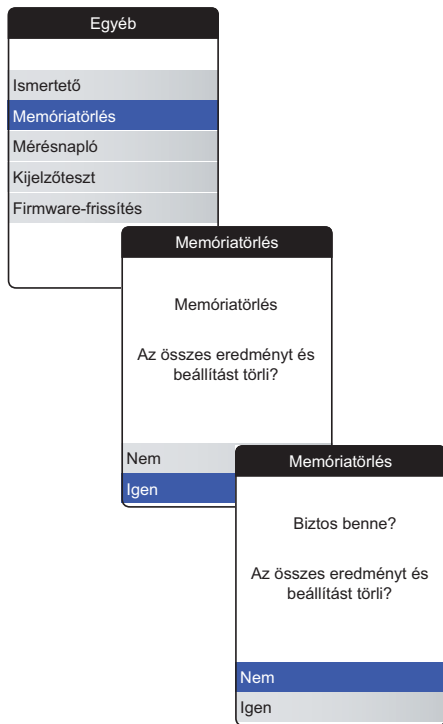 Egyéb
Ismertető
Memóriatörlés
Mérésnapló
Kijelzőteszt
Firmware-frissítés
Memóriatörlés
Memóriatörlés
Az összes eredményt és
beállítást törli?
Nem
Igen
Memóriatörlés
Biztos benne?
Az összes eredményt és
beállítást törli?
Nem
Igen